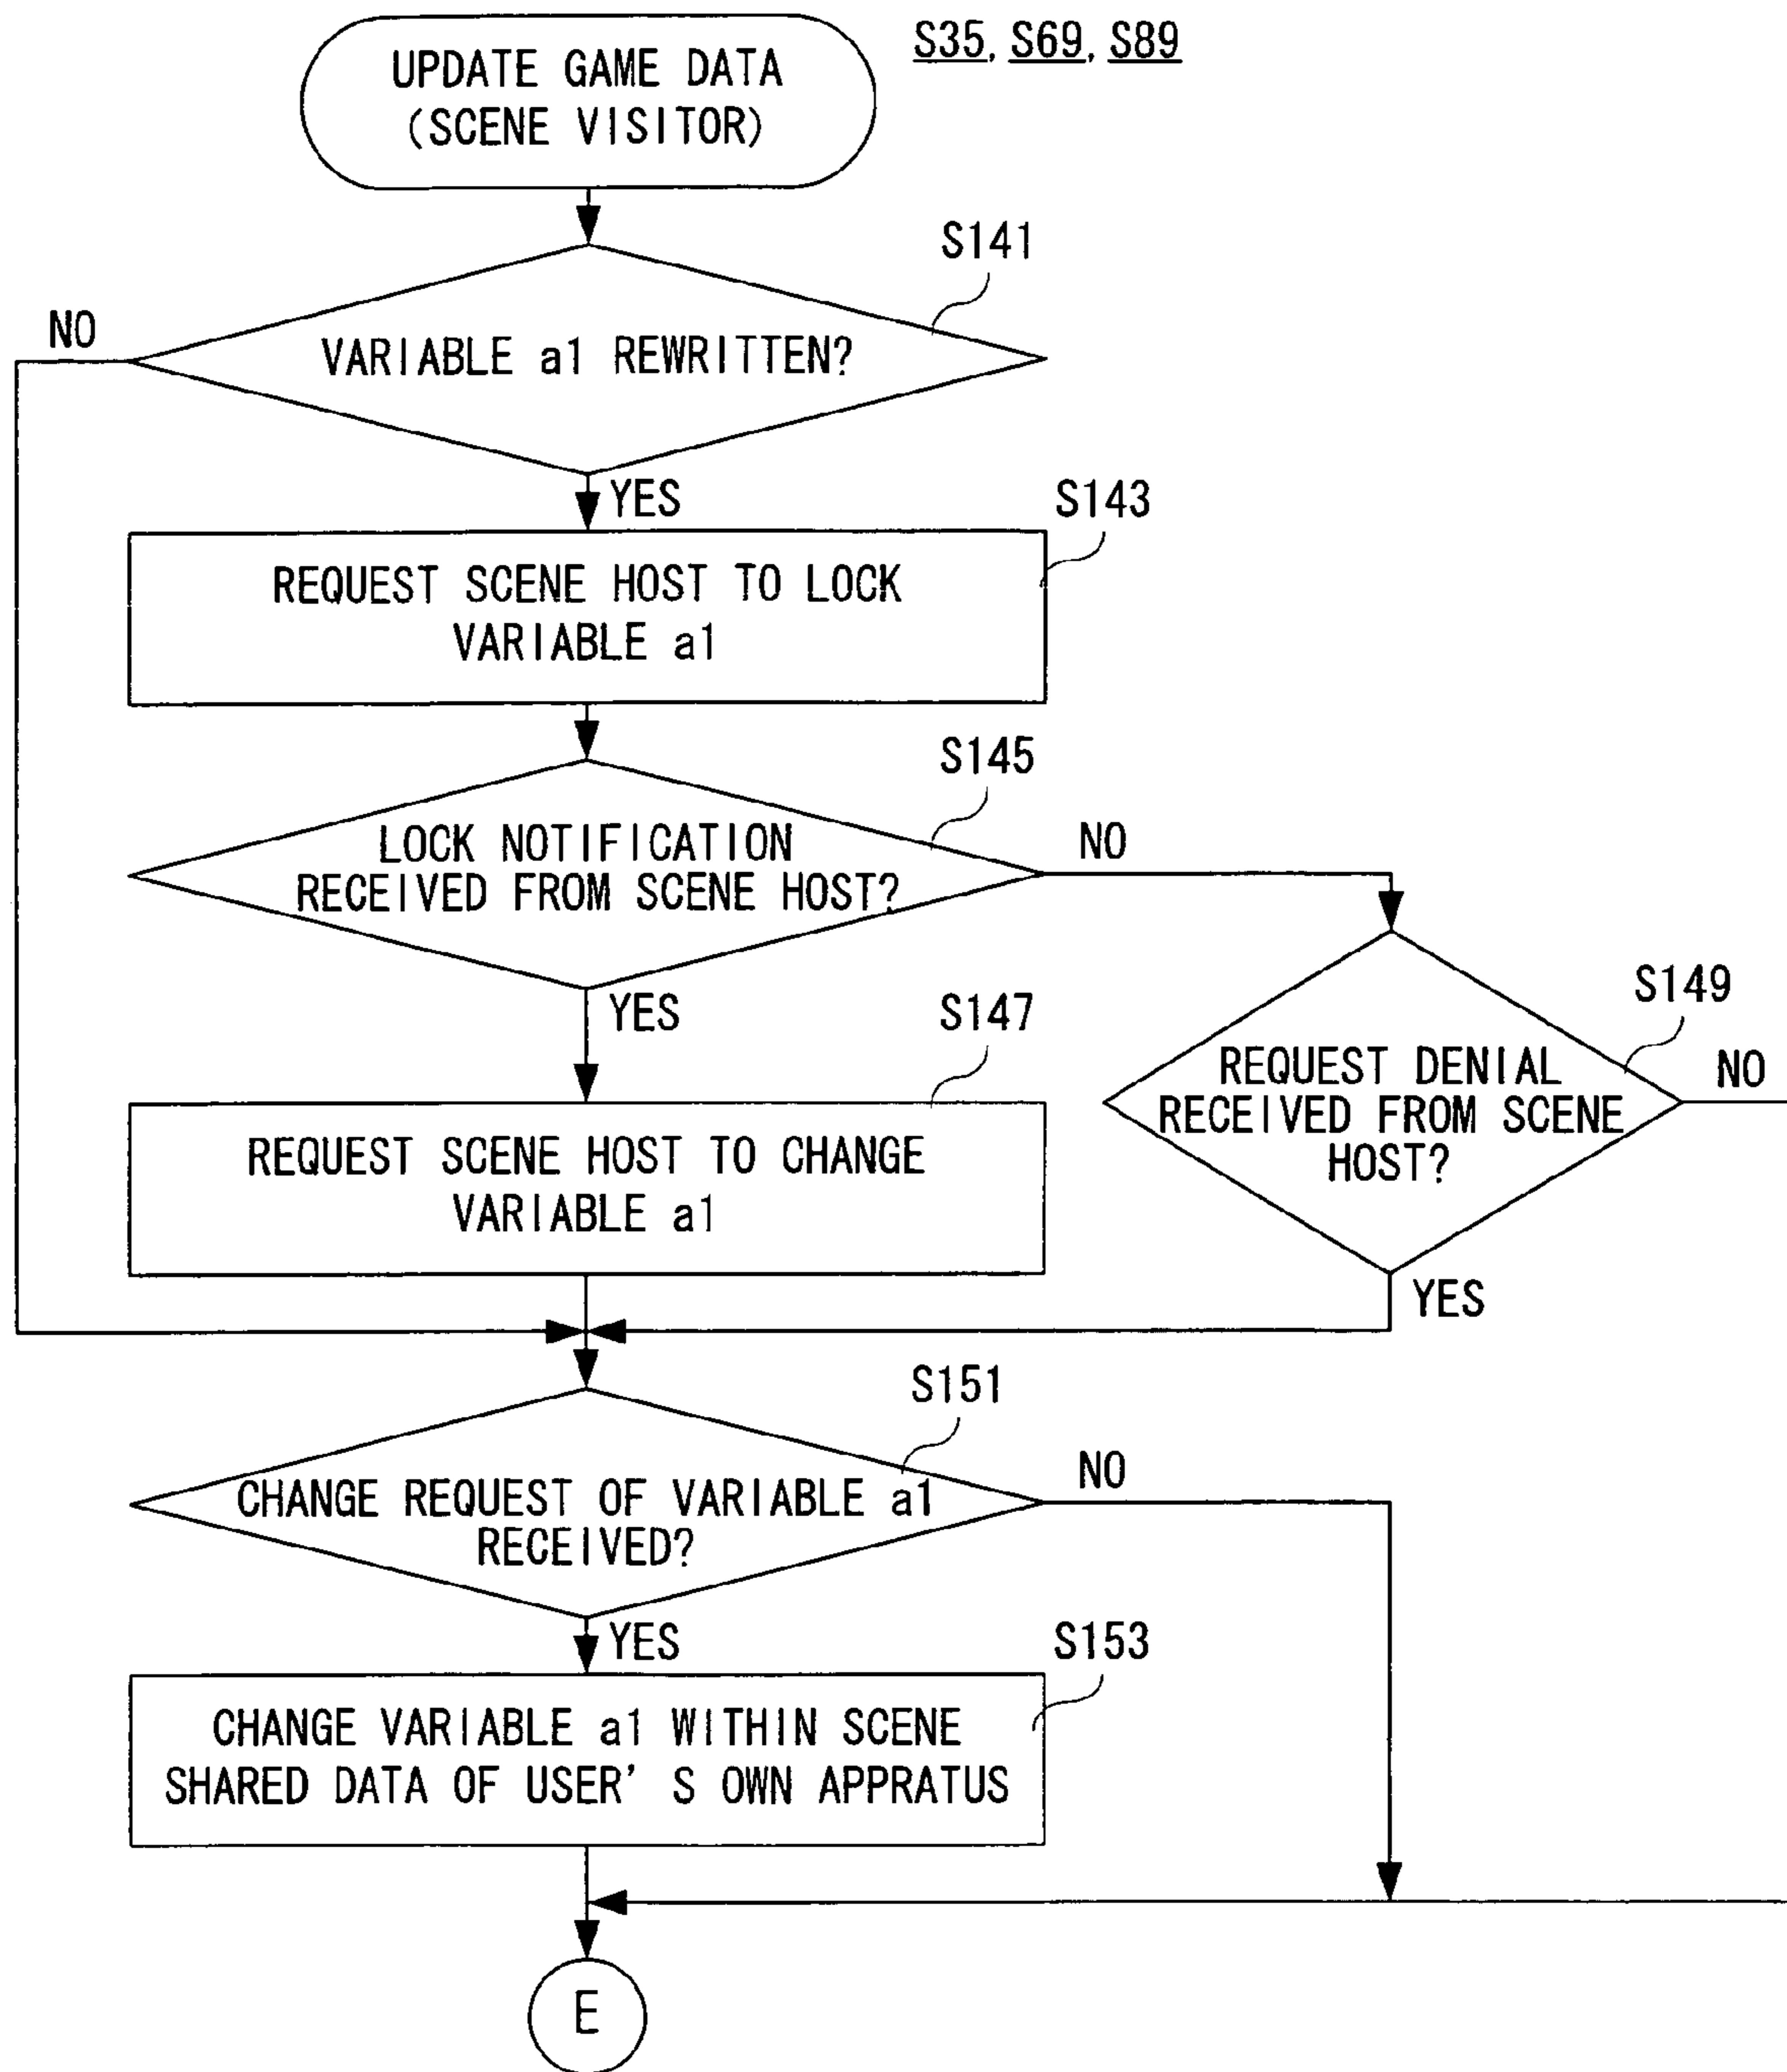 UPDATE GAME DATA
(SCENE VISITOR)
S35, S69, S89
S141
NO
VARIABLE a1 REWRITTEN?
YES
S143
REQUEST SCENE HOST TO LOCK
VARIABLE a1
S145
LOCK NOTIFICATION
RECEIVED FROM SCENE HOST?
NO
YES
S147
S149
REQUEST DENIAL
RECEIVED FROM SCENE
HOST?
NO
REQUEST SCENE HOST TO CHANGE
VARIABLE a1
YES
S151
CHANGE REQUEST OF VARIABLE a1
RECEIVED?
NO
YES
S153
CHANGE VARIABLE a1 WITHIN SCENE
SHARED DATA OF USER' S OWN APPRATUS
E